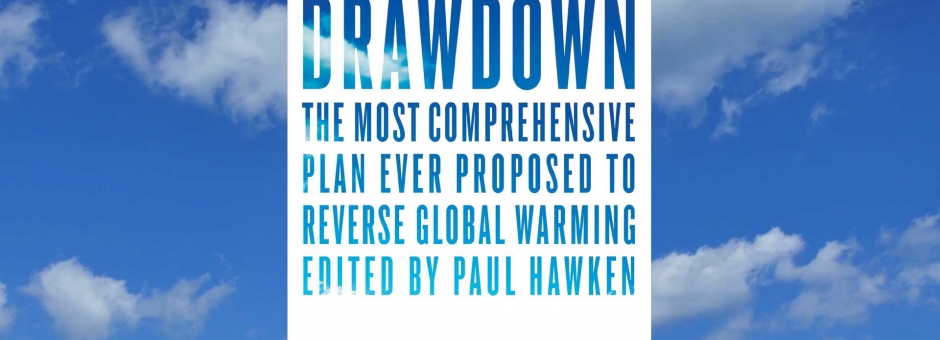 DRAWDOWN
THE MOST COMPREHENSIVE
PLAN EVER PROPOSED TO
REVERSE GLOBAL WARMING
EDITED BY PAUL HAWKEN